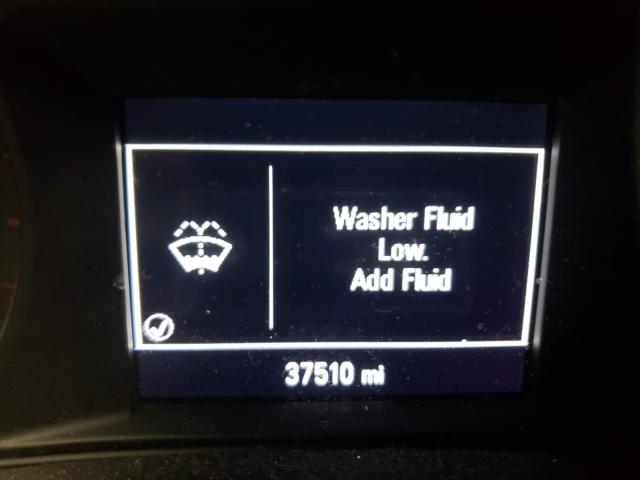 Washer Fluid
Low.
Add Fluid
37510 mi